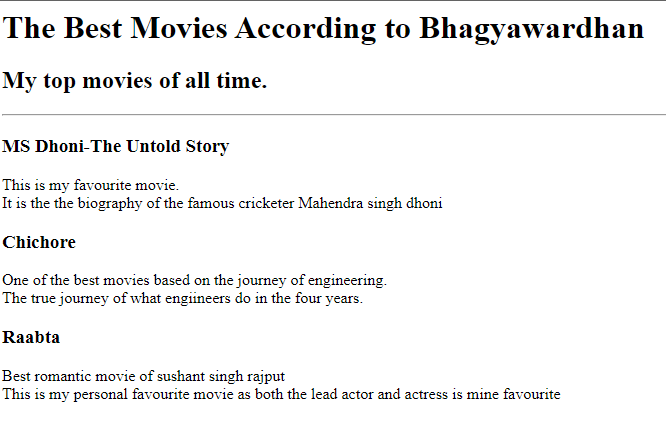 The Best Movies According to Bhagyawardhan
My top movies of all time.
MS Dhoni-The Untold Story
This is my favourite movie.
It is the the biography of the famous cricketer Mahendra singh dhoni
Chichore
One of the best movies based on the journey of engineering.
The true journey of what engiineers do in the four years.
Raabta
Best romantic movie of sushant singh rajput
This is my personal favourite movie as both the lead actor and actress is mine favourite